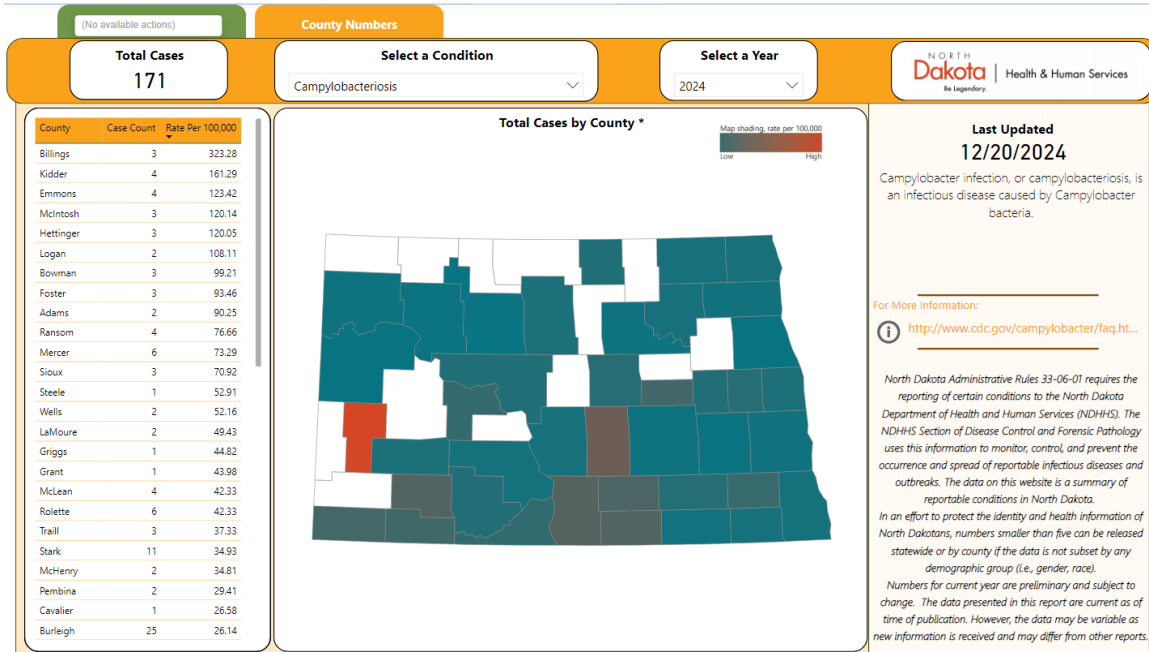 (No available actions)
County Numbers
Total Cases
171
Select a Condition
Campylobacteriosis
Select a Year
2024
NORTH
Dakota
Be Legendary.
Health & Human Services
County Case Count Rate Per 100,000
Billings 3 323.28
Kidder 4 161.29
Emmons 4 123.42
McIntosh 3 120.14
Hettinger 3 120.05
Logan 2 108.11
Bowman 3 99.21
Foster 3 93.46
Adams 2 90.25
Ransom 4 76.66
Mercer 6 73.29
Sioux 3 70.92
Steele 1 52.91
Wells 2 52.16
LaMoure 2 49.43
Griggs 1 44.82
Grant 1 43.98
McLean 4 42.33
Rolette 6 42.33
Traill 3 37.33
Stark 11 34.93
McHenry 2 34.81
Pembina 2 29.41
Cavalier 1 26.58
Burleigh 25 26.14
Total Cases by County *
Map shading, rate per 100,000
Low High
Last Updated
12/20/2024
Campylobacter infection, or campylobacteriosis, is
an infectious disease caused by Campylobacter
bacteria.
For More Information:
http://www.cdc.gov/campylobacter/faq.ht...
North Dakota Administrative Rules 33-06-01 requires the
reporting of certain conditions to the North Dakota
Department of Health and Human Services (NDHHS). The
NDHHS Section of Disease Control and Forensic Pathology
uses this information to monitor, control, and prevent the
occurrence and spread of reportable infectious diseases and
outbreaks. The data on this website is a summary of
reportable conditions in North Dakota.
In an effort to protect the identity and health information of
North Dakotans, numbers smaller than five can be released
statewide or by county if the data is not subset by any
demographic group (i.e., gender, race).
Numbers for current year are preliminary and subject to
change. The data presented in this report are current as of
time of publication. However, the data may be variable as
new information is received and may differ from other reports.